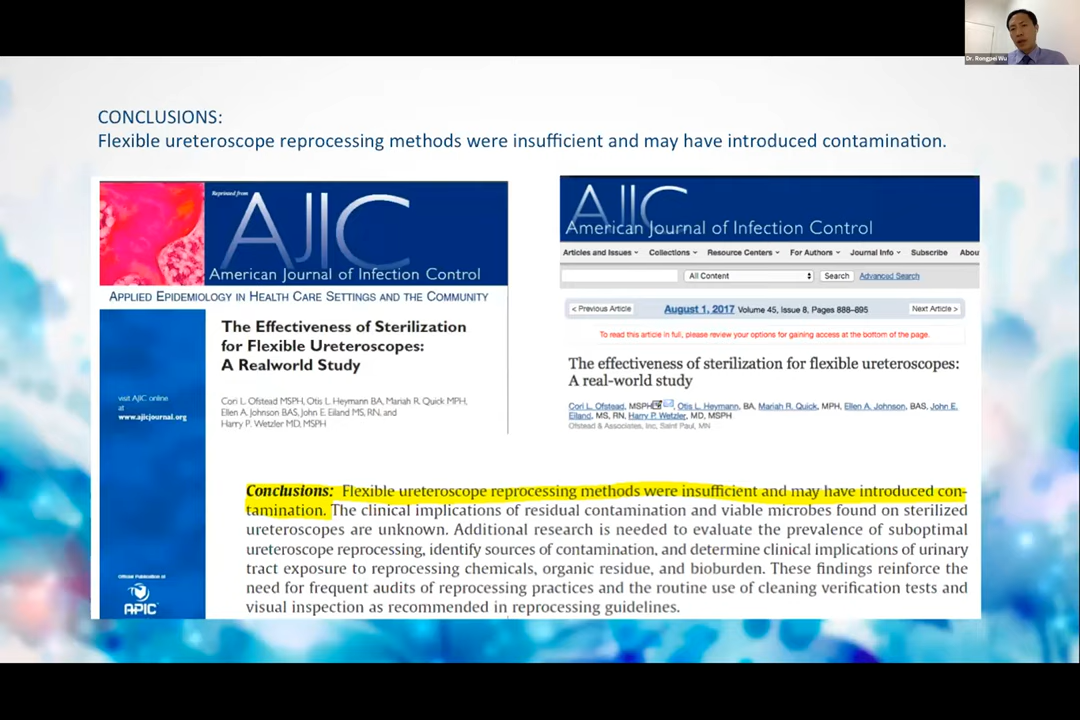 Dr. Rongpei Wu
CONCLUSIONS:
Flexible ureteroscope reprocessing methods were insufficient and may have introduced contamination.
Reprinted from
AJIC
American Journal of Infection Control
APPLIED EPIDEMIOLOGY IN HEALTH CARE SETTINGS AND THE COMMUNITY
The Effectiveness of Sterilization
for Flexible Ureteroscopes:
A Realworld Study
Cori L. Ofstead MSPH, Otis L. Heymann BA, Mariah R. Quick MPH,
Ellen A. Johnson BAS, John E. Eiland MS, RN, and
Harry P. Wetzler MD, MSPH
visit AJIC online
at
www.ajicjournal.org
Official Publication of
APIC
AJIC
American Journal of Infection Control
Articles and Issues Collections Resource Centers For Authors Journal Info Subscribe Abou
All Content Search Advanced Search
< Previous Article August 1, 2017 Volume 45, Issue 8, Pages 888–895 Next Article >
To read this article in full, please review your options for gaining access at the bottom of the page.
The effectiveness of sterilization for flexible ureteroscopes:
A real-world study
Cori L. Ofstead, MSPH, Otis L. Heymann, BA, Mariah R. Quick, MPH, Ellen A. Johnson, BAS, John E.
Eiland, MS, RN, Harry P. Wetzler, MD, MSPH
Ofstead & Associates, Inc, Saint Paul, MN
Conclusions: Flexible ureteroscope reprocessing methods were insufficient and may have introduced con-
tamination. The clinical implications of residual contamination and viable microbes found on sterilized
ureteroscopes are unknown. Additional research is needed to evaluate the prevalence of suboptimal
ureteroscope reprocessing, identify sources of contamination, and determine clinical implications of urinary
tract exposure to reprocessing chemicals, organic residue, and bioburden. These findings reinforce the
need for frequent audits of reprocessing practices and the routine use of cleaning verification tests and
visual inspection as recommended in reprocessing guidelines.